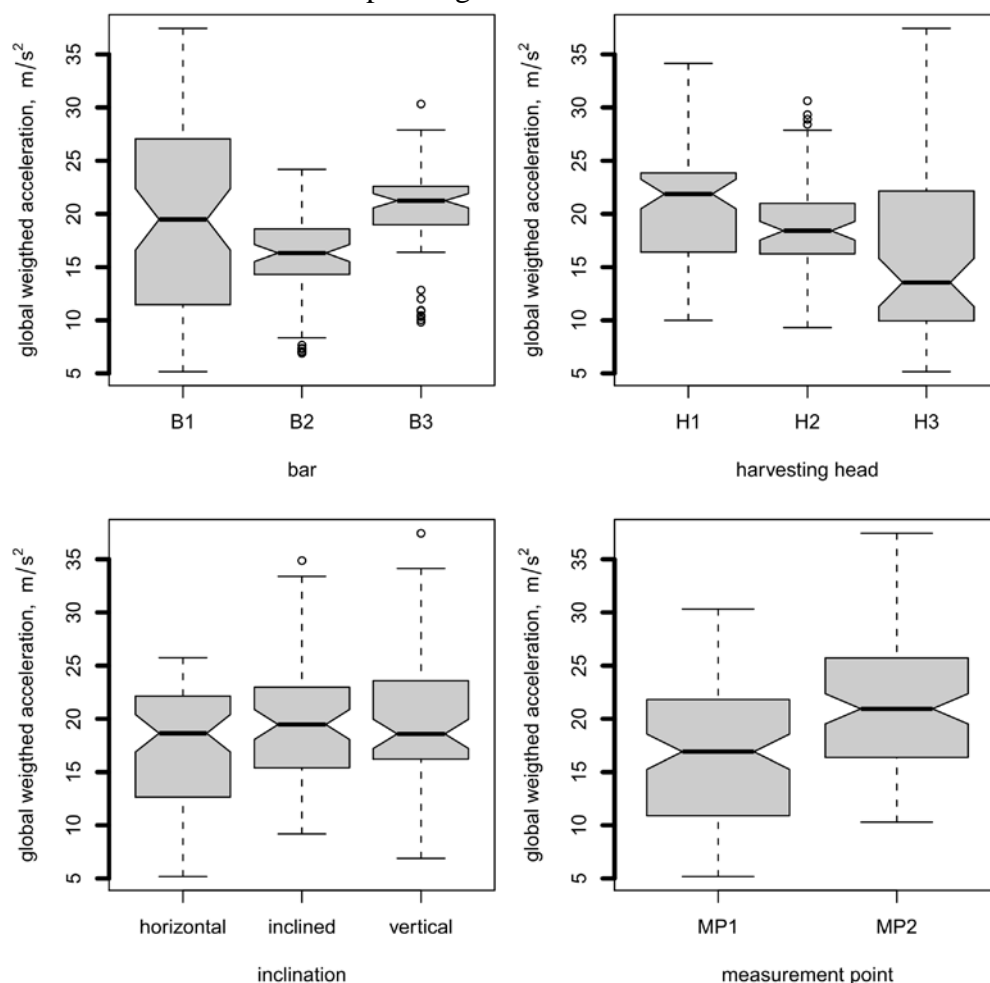 global weigthed acceleration, m/s²
35
30
25
20
15
10
5
B1 B2 B3
bar
global weigthed acceleration, m/s²
35
30
25
20
15
10
5
H1 H2 H3
harvesting head
global weigthed acceleration, m/s²
35
30
25
20
15
10
5
horizontal inclined vertical
inclination
global weigthed acceleration, m/s²
35
30
25
20
15
10
5
MP1 MP2
measurement point